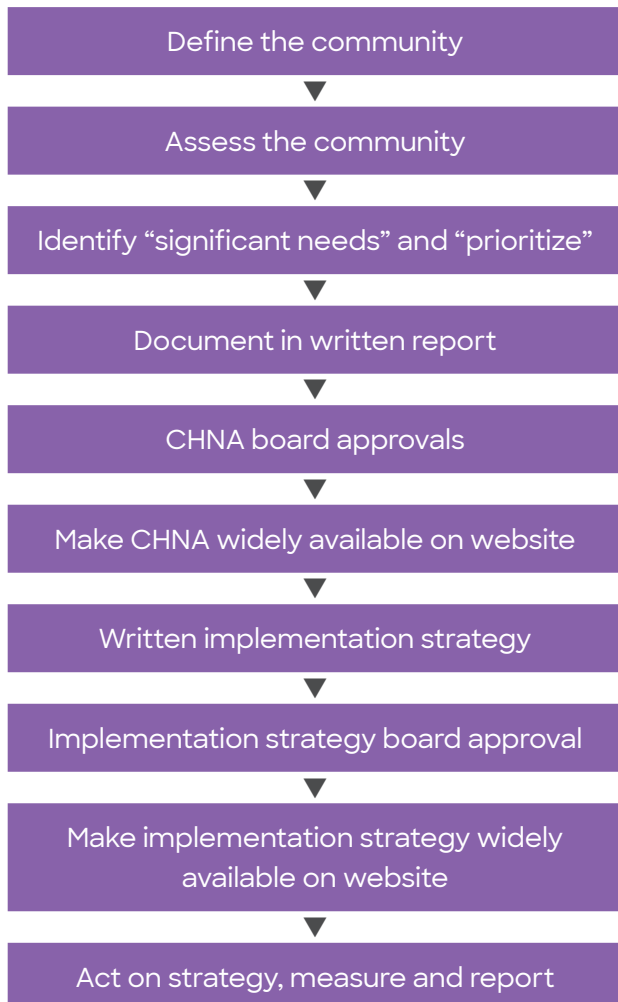 Define the community
Assess the community
Identify “significant needs” and “prioritize”
Document in written report
CHNA board approvals
Make CHNA widely available on website
Written implementation strategy
Implementation strategy board approval
Make implementation strategy widely
available on website
Act on strategy, measure and report